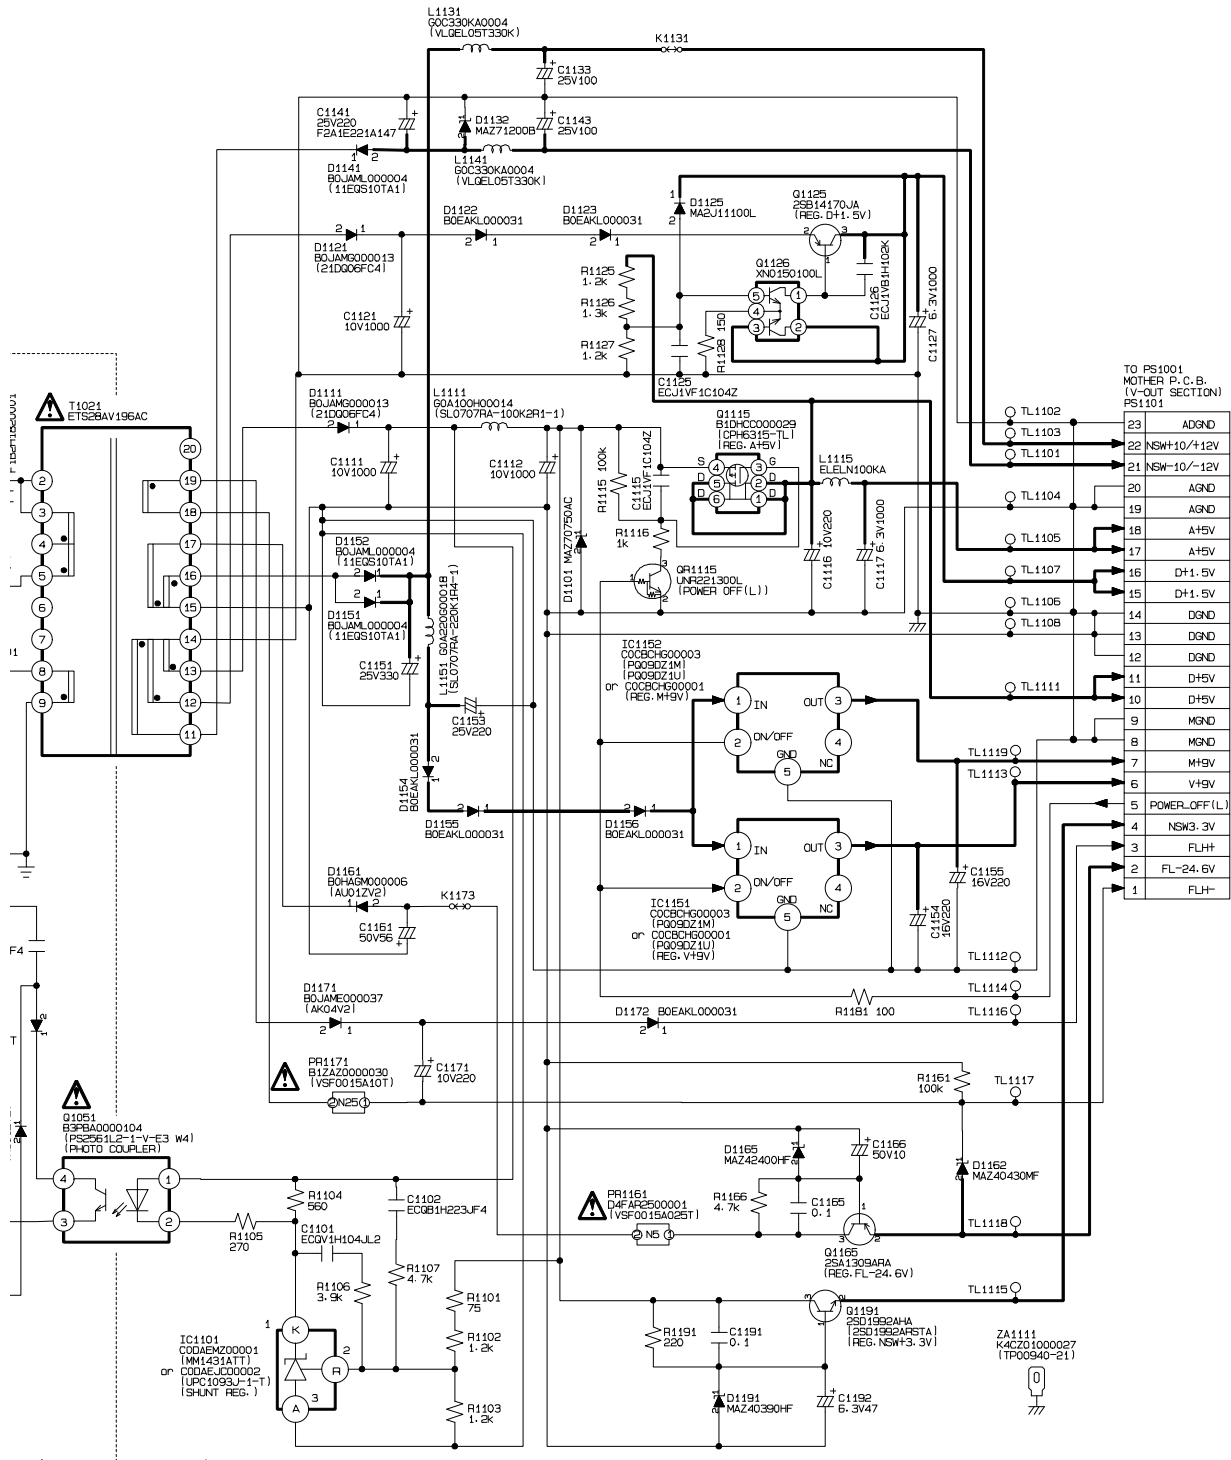 L1131
G0C330KA0004
(VLQEL05T330K)
K1131
C1133
25V100
C1141
25V220
F2A1E221A147
D1132
MAZ71200B
C1143
25V100
L1141
G0C330KA0004
(VLQEL05T330K)
D1141
B0JAML000004
(11EQS10TA1)
D1125
MA2J11100L
Q1125
2SB14170JA
(REG.D+1.5V)
D1122
B0EAKL000031
D1123
B0EAKL000031
D1121
B0JAMG000013
(21DQ06FC4)
Q1126
XN0150100L
R1125
1.2k
R1126
1.3k
R1127
1.2k
R1128 150
C1126
ECJ1VB1H102K
C1127 6.3V1000
C1121
10V1000
C1125
ECJ1VF1C104Z
T1021
ETS28AV196AC
D1111
B0JAMG000013
(21DQ06FC4)
L1111
G0A100H00014
(SL0707RA-100K2R1-1)
C1111
10V1000
C1112
10V1000
R1115 100k
C1115
ECJ1VF1C104Z
Q1115
B1DHCC000029
[CPH6315-TL]
(REG.A+5V)
S
G
D
D
D
D
L1115
ELELN100KA
R1116
1k
D1101 MAZ70750AC
QR1115
UNR221300L
(POWER OFF(L))
C1116 10V220
C1117 6.3V1000
D1152
B0JAML000004
(11EQS10TA1)
D1151
B0JAML000004
(11EQS10TA1)
L1151 G0A220G00018
(SL0707RA-220K1R4-1)
C1151
25V330
C1153
25V220
D1154
B0EAKL000031
D1155
B0EAKL000031
D1156
B0EAKL000031
IC1152
C0CBCHG00003
(PQ09DZ1M)
[PQ09DZ1U]
or C0CBCHG00001
(REG.M+9V)
1 IN OUT 3
2 ON/OFF 4
GND
5
NC
1 IN OUT 3
2 ON/OFF 4
GND
5
NC
IC1151
C0CBCHG00003
(PQ09DZ1M)
or C0CBCHG00001
(PQ09DZ1U)
(REG.V+9V)
C1155
16V220
C1154
16V220
D1161
B0HAGM000006
(AU01ZV2)
K1173
C1161
50V56
D1171
B0JAME000037
(AK04V2)
D1172 B0EAKL000031
R1181 100
PR1171
B1ZAZ0000030
(VSF0015A10T)
N25
C1171
10V220
R1161
100k
Q1051
B3PBA0000104
(PS2561L2-1-V-E3 W4)
(PHOTO COUPLER)
R1104
560
R1105
270
C1101
ECQV1H104JL2
C1102
ECQB1H223JF4
R1106
3.9k
R1107
4.7k
R1101
75
R1102
1.2k
R1103
1.2k
IC1101
C0DAEMZ00001
(MM1431ATT)
or C0DAEJC00002
(UPC1093J-1-T)
(SHUNT REG.)
K
R
A
D1165
MAZ42400HF
C1166
50V10
D1162
MAZ40430MF
PR1161
D4FAR2500001
(VSF0015A025T)
N5
R1166
4.7k
C1165
0.1
Q1165
2SA1309ARA
(REG.FL-24.6V)
R1191
220
C1191
0.1
Q1191
2SD1992AHA
[2SD1992ARSTA]
(REG.NSW+3.3V)
D1191
MAZ40390HF
C1192
6.3V47
ZA1111
K4CZ01000027
(TP00940-21)
TL1102
TL1103
TL1101
TL1104
TL1105
TL1107
TL1106
TL1108
TL1111
TL1119
TL1113
TL1112
TL1114
TL1116
TL1117
TL1118
TL1115
TO PS1001
MOTHER P.C.B.
(V-OUT SECTION)
PS1101
23 ADGND
22 NSW+10/+12V
21 NSW-10/-12V
20 AGND
19 AGND
18 A+5V
17 A+5V
16 D+1.5V
15 D+1.5V
14 DGND
13 DGND
12 DGND
11 D+5V
10 D+5V
9 MGND
8 MGND
7 M+9V
6 V+9V
5 POWER_OFF(L)
4 NSW3.3V
3 FLH+
2 FL-24.6V
1 FLH-
F4
T